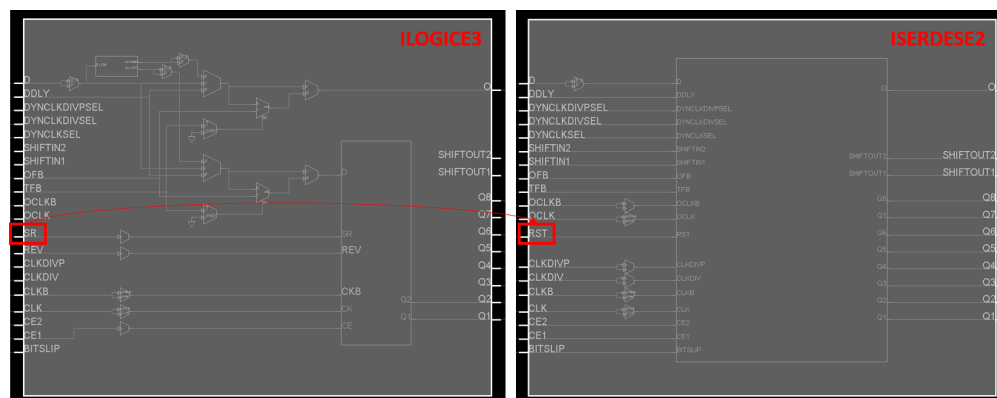 ILOGICE3
D
DDLY
DYNCLKDIVPSEL
DYNCLKDIVSEL
DYNCLKSEL
SHIFTIN2
SHIFTIN1
OFB
TFB
OCLKB
OCLK
SR
REV
CLKDIVP
CLKDIV
CLKB
CLK
CE2
CE1
BITSLIP
D
SR
REV
CKB
CK
CE
Q2
Q1
O
SHIFTOUT2
SHIFTOUT1
Q8
Q7
Q6
Q5
Q4
Q3
Q2
Q1
ISERDESE2
D
DDLY
DYNCLKDIVPSEL
DYNCLKDIVSEL
DYNCLKSEL
SHIFTIN2
SHIFTIN1
OFB
TFB
OCLKB
OCLK
RST
CLKDIVP
CLKDIV
CLKB
CLK
CE2
CE1
BITSLIP
D
DDLY
DYNCLKDIVPSEL
DYNCLKDIVSEL
DYNCLKSEL
SHIFTIN2
SHIFTIN1
OFB
TFB
OCLKB
OCLK
RST
CLKDIVP
CLKDIV
CLKB
CLK
CE2
CE1
BITSLIP
O
SHIFTOUT2
SHIFTOUT1
Q8
Q7
Q6
Q5
Q4
Q3
Q2
Q1
O
SHIFTOUT2
SHIFTOUT1
Q8
Q7
Q6
Q5
Q4
Q3
Q2
Q1